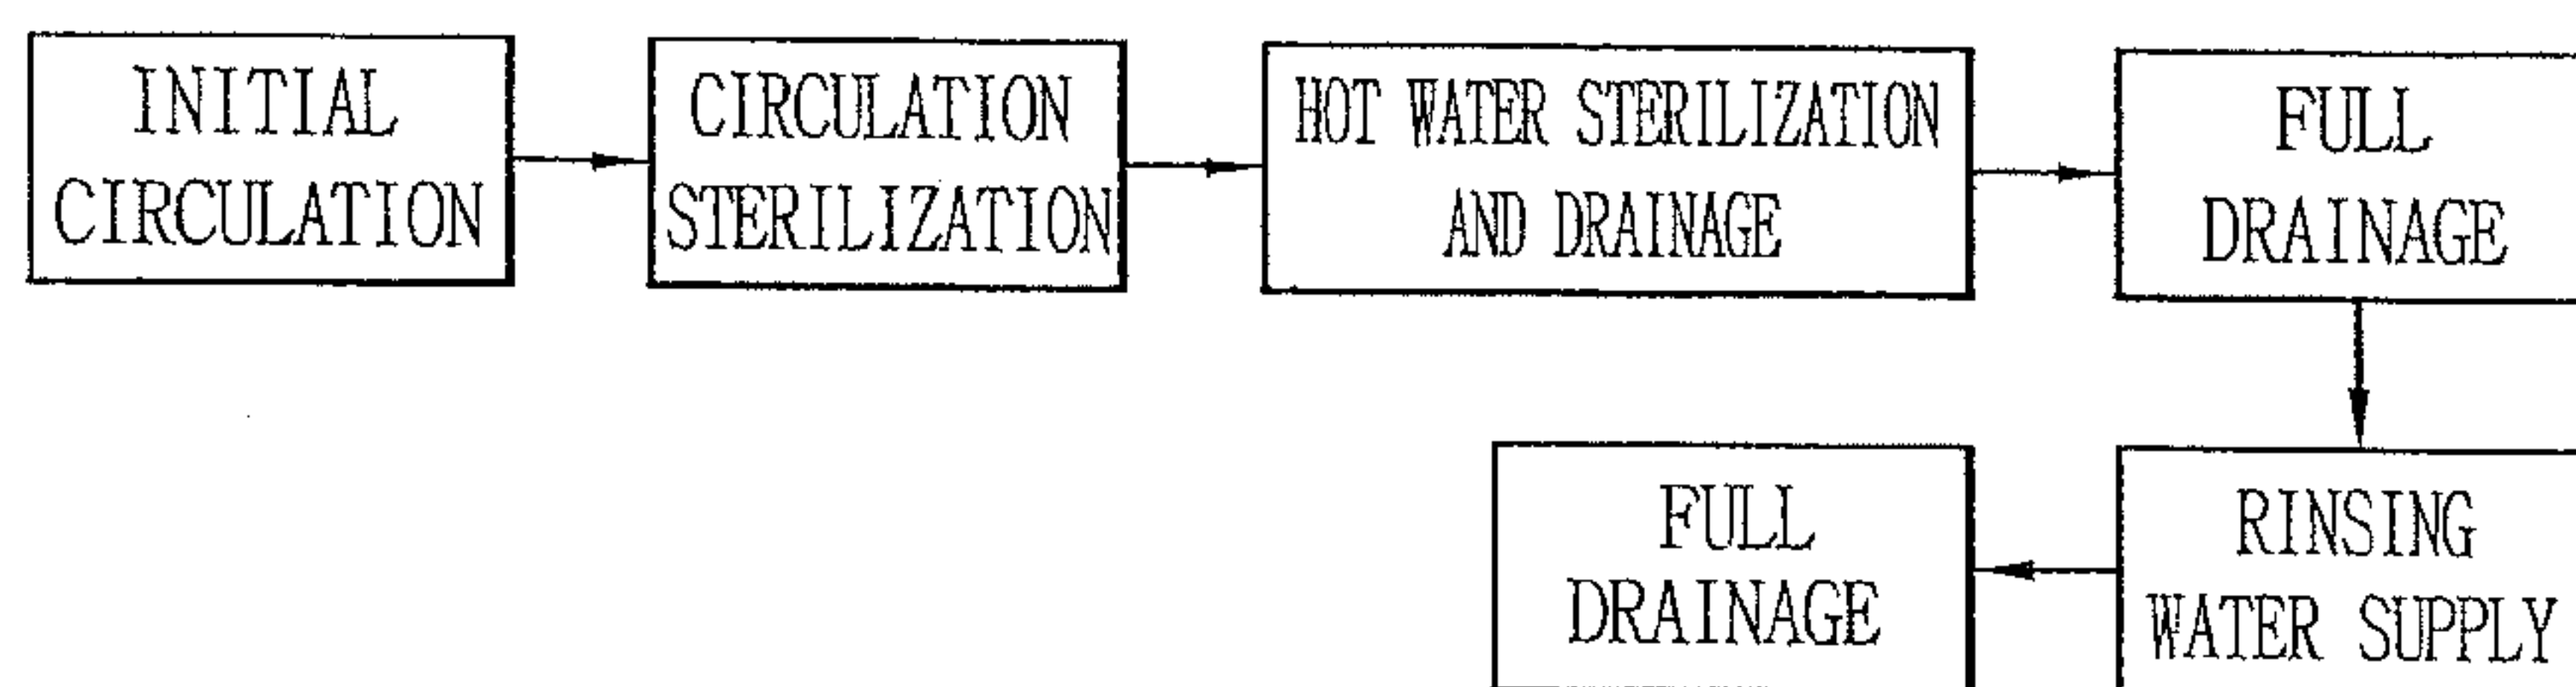 INITIAL
CIRCULATION
CIRCULATION
STERILIZATION
HOT WATER STERILIZATION
AND DRAINAGE
FULL
DRAINAGE
RINSING
WATER SUPPLY
FULL
DRAINAGE